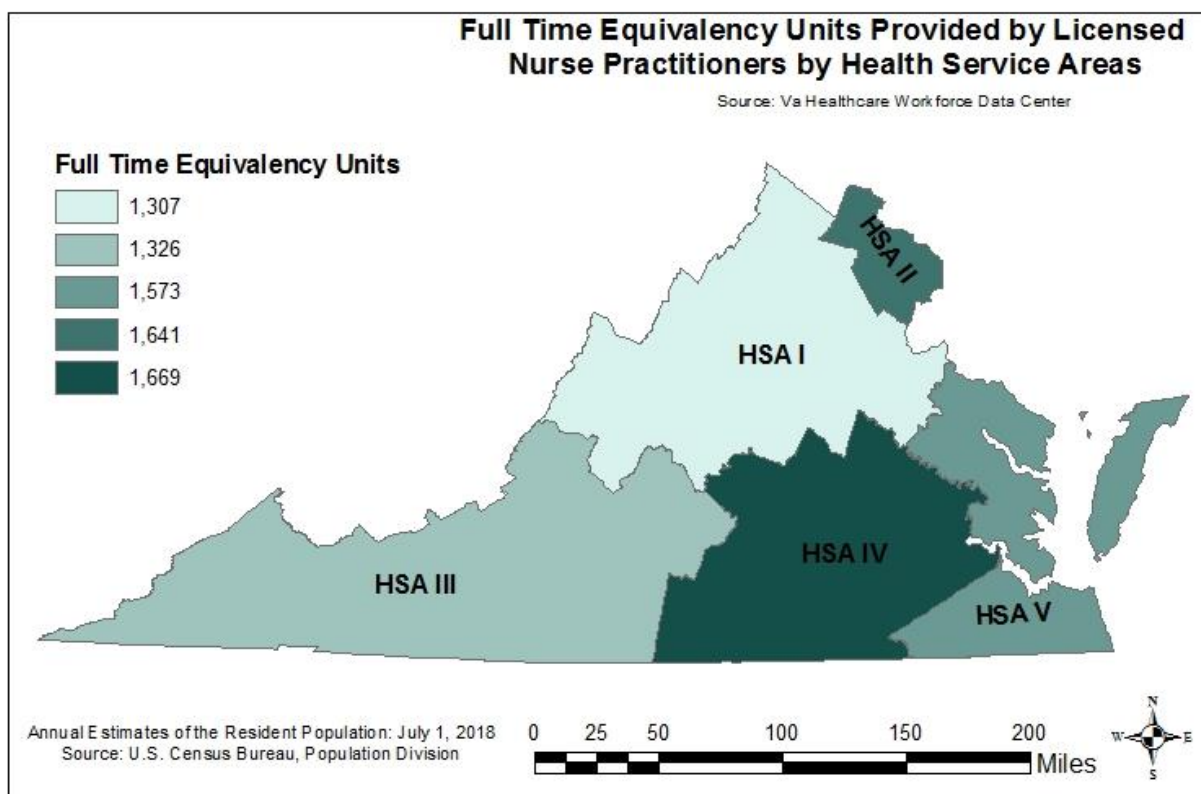 Full Time Equivalency Units Provided by Licensed
Nurse Practitioners by Health Service Areas
Source: Va Healthcare Workforce Data Center
Full Time Equivalency Units
1,307
1,326
1,573
1,641
1,669
HSA II
HSA I
HSA IV
HSA III
HSA V
Annual Estimates of the Resident Population: July 1, 2018
Source: U.S. Census Bureau, Population Division
0 25 50 100 150 200
Miles
N
W E
S